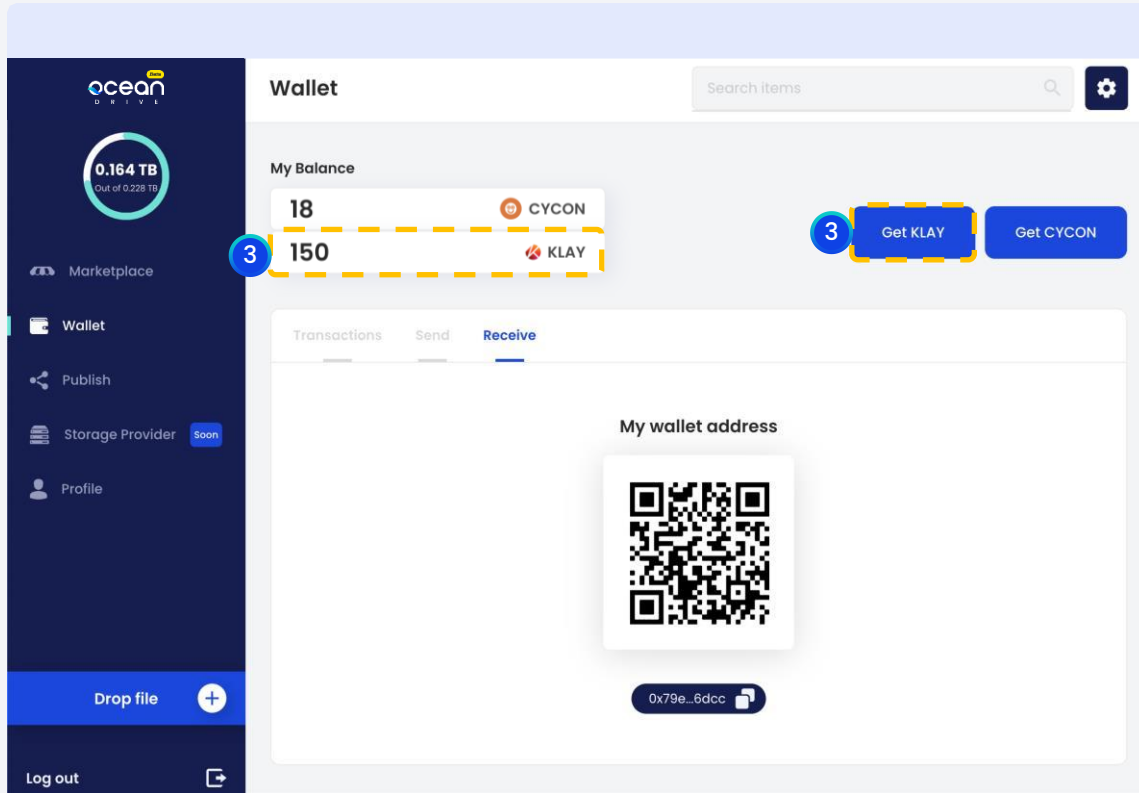 Beta
ocean
DRIVE
0.164 TB
Out of 0.228 TB
Marketplace
Wallet
Publish
Storage Provider Soon
Profile
Drop file
Log out
Wallet
Search items
My Balance
18 CYCON
3 150 KLAY
3 Get KLAY
Get CYCON
Transactions Send Receive
My wallet address
0x79e...6dcc